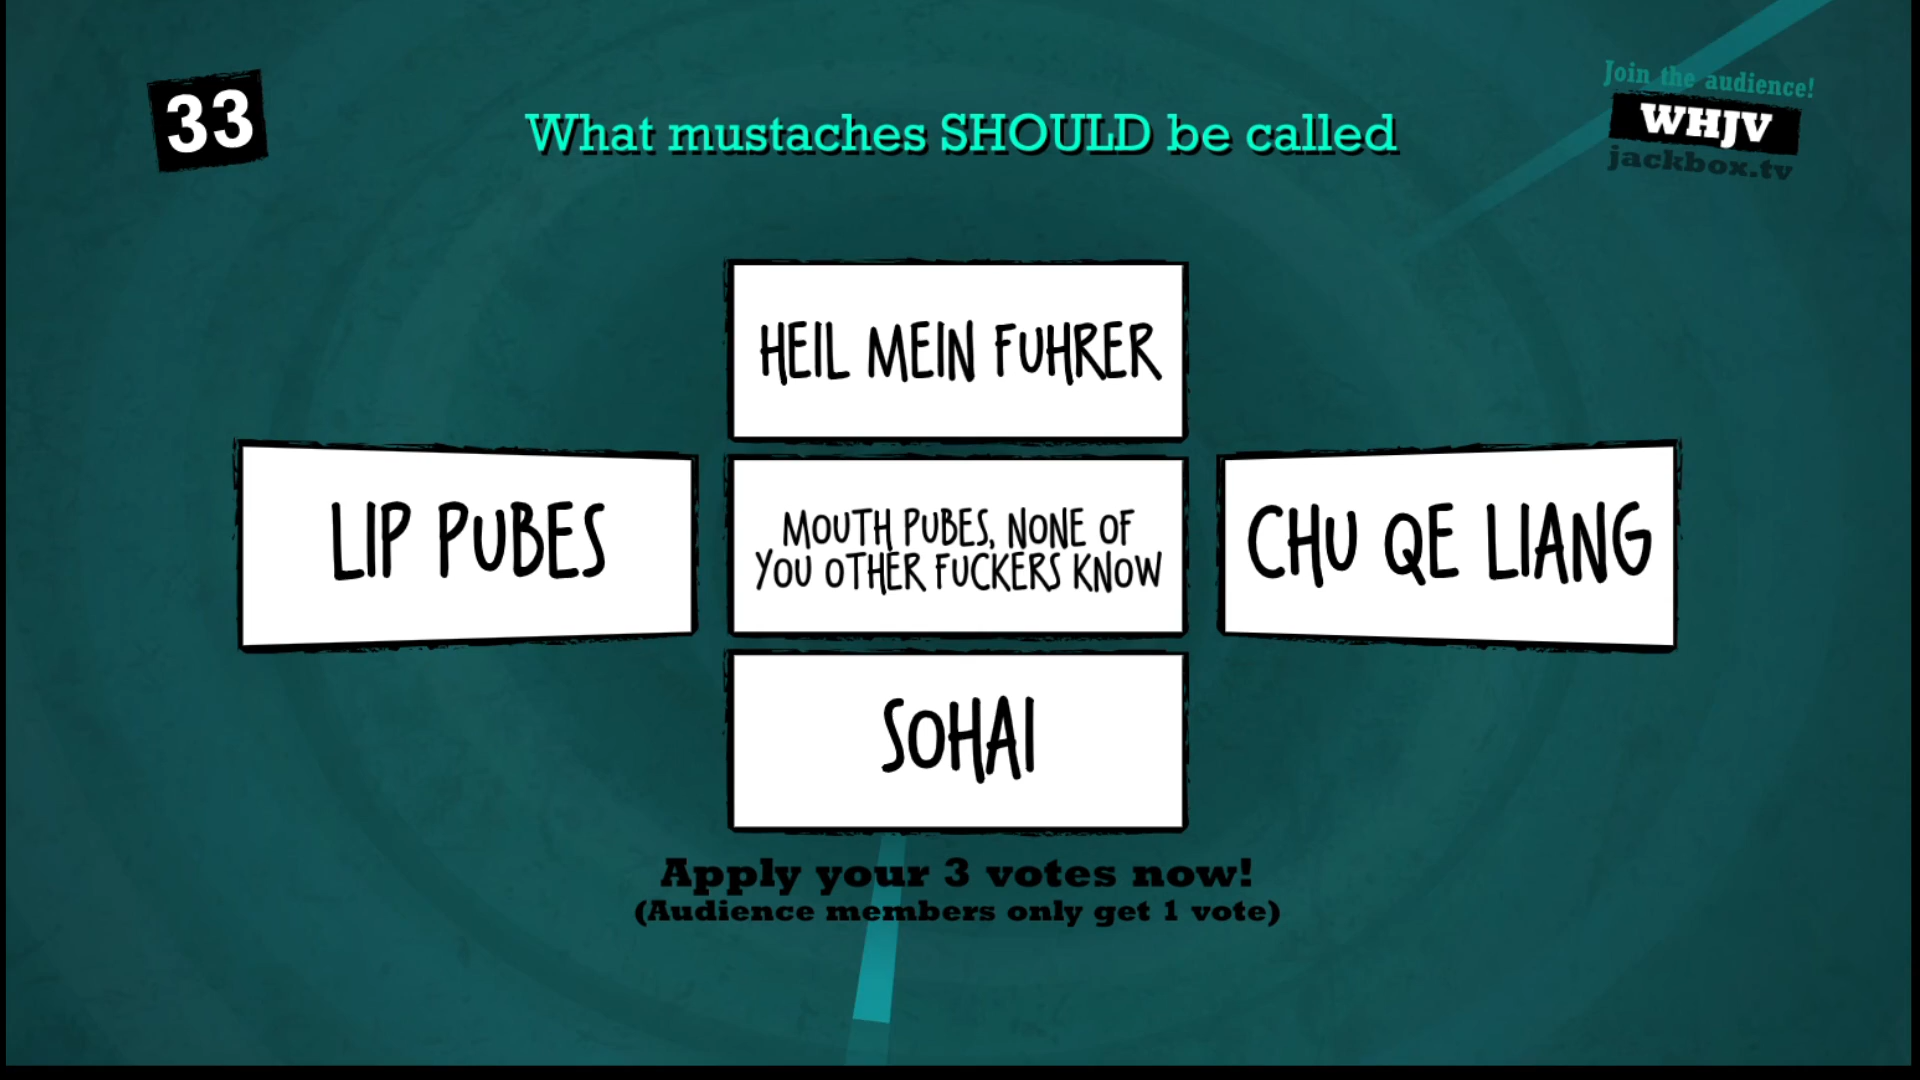 33
What mustaches SHOULD be called
Join the audience!
WHJV
jackbox.tv
HEIL MEIN FUHRER
LIP PUBES
MOUTH PUBES, NONE OF
YOU OTHER FUCKERS KNOW
CHU QE LIANG
SOHAI
Apply your 3 votes now!
(Audience members only get 1 vote)